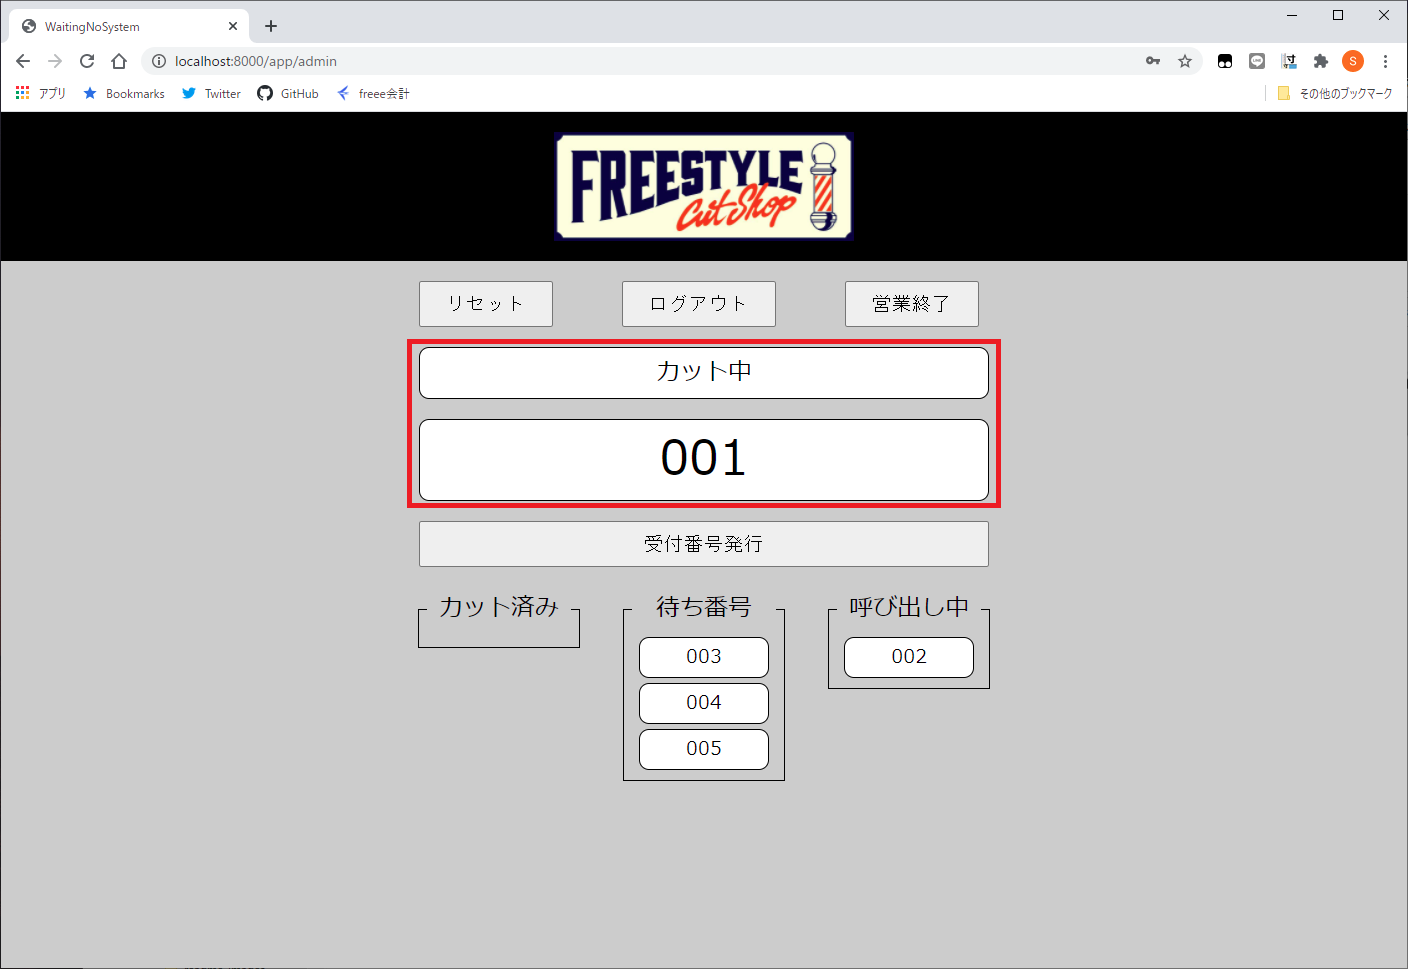 WaitingNoSystem
localhost:8000/app/admin
S
アプリ Bookmarks Twitter GitHub freee会計 その他のブックマーク
FREESTYLE
Cut Shop
リセット ログアウト 営業終了
カット中
001
受付番号発行
カット済み 待ち番号 呼び出し中
003 002
004
005